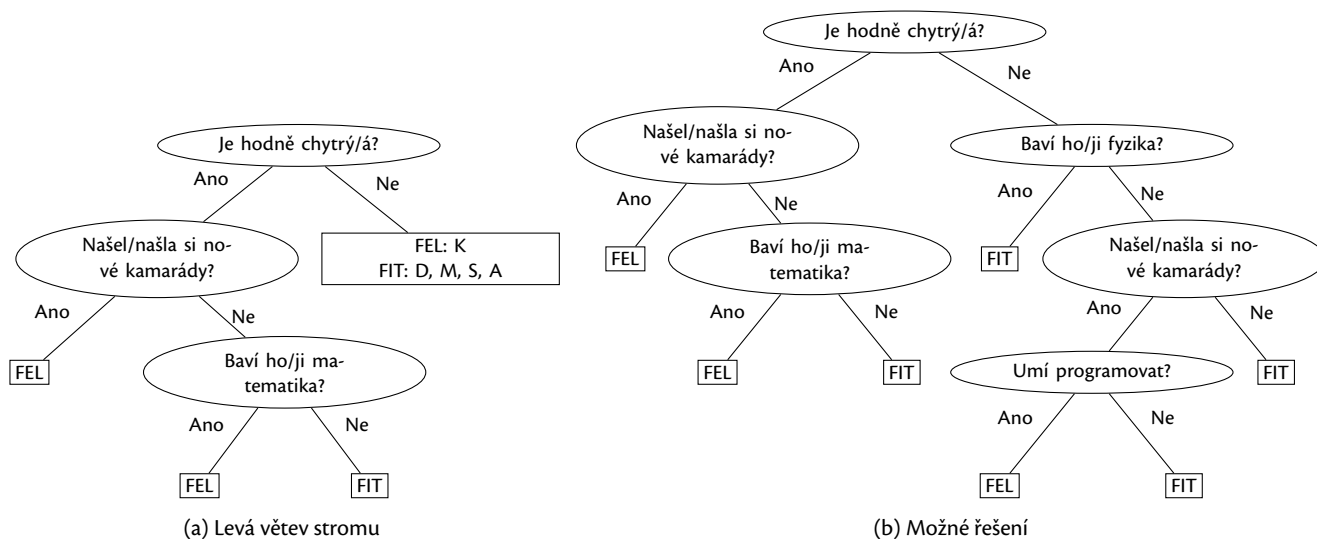 Je hodně chytrý/á?
Ano
Ne
Našel/našla si no-
vé kamarády?
FEL: K
FIT: D, M, S, A
Ano
Ne
FEL
Baví ho/ji ma-
tematika?
Ano
Ne
FEL
FIT
(a) Levá větev stromu
Je hodně chytrý/á?
Ano
Ne
Našel/našla si no-
vé kamarády?
Baví ho/ji fyzika?
Ano
Ne
Ano
Ne
FEL
Baví ho/ji ma-
tematika?
FIT
Našel/našla si no-
vé kamarády?
Ano
Ne
Ano
Ne
FEL
FIT
Umí programovat?
FIT
Ano
Ne
FEL
FIT
(b) Možné řešení